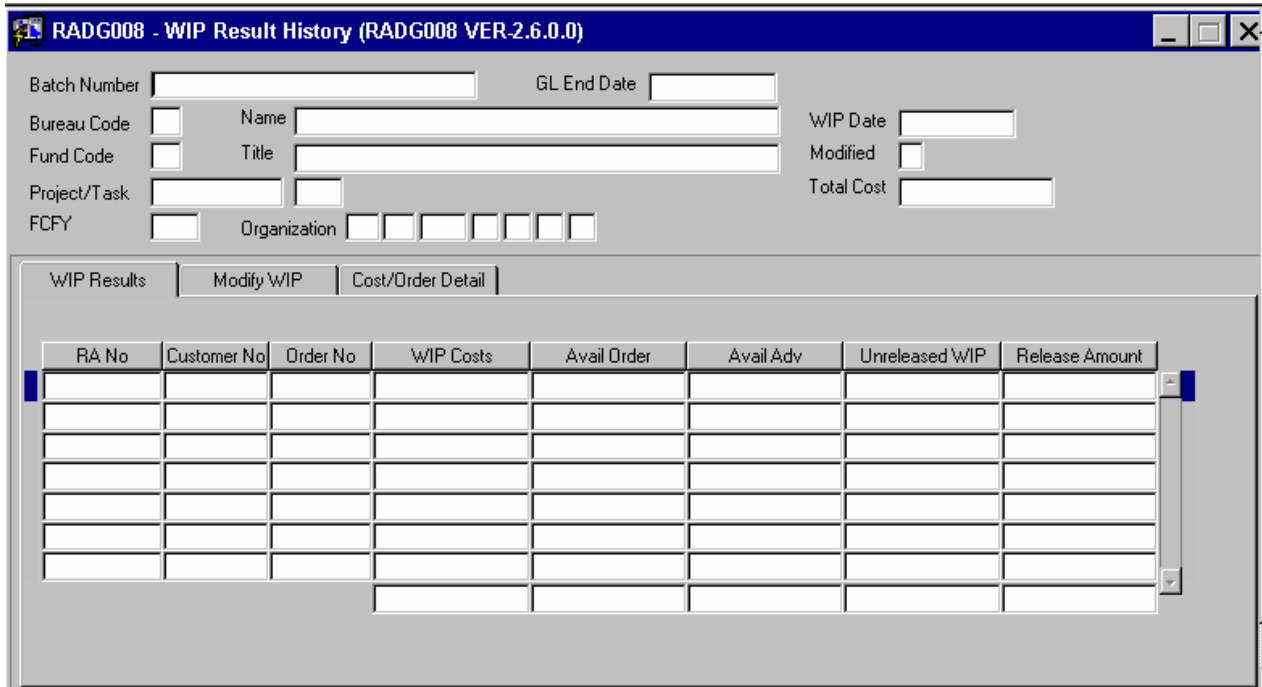 RADG008 - WIP Result History (RADG008 VER-2.6.0.0)
Batch Number GL End Date
Bureau Code Name WIP Date
Fund Code Title Modified
Project/Task Total Cost
FCFY Organization
WIP Results Modify WIP Cost/Order Detail
RA No Customer No Order No WIP Costs Avail Order Avail Adv Unreleased WIP Release Amount